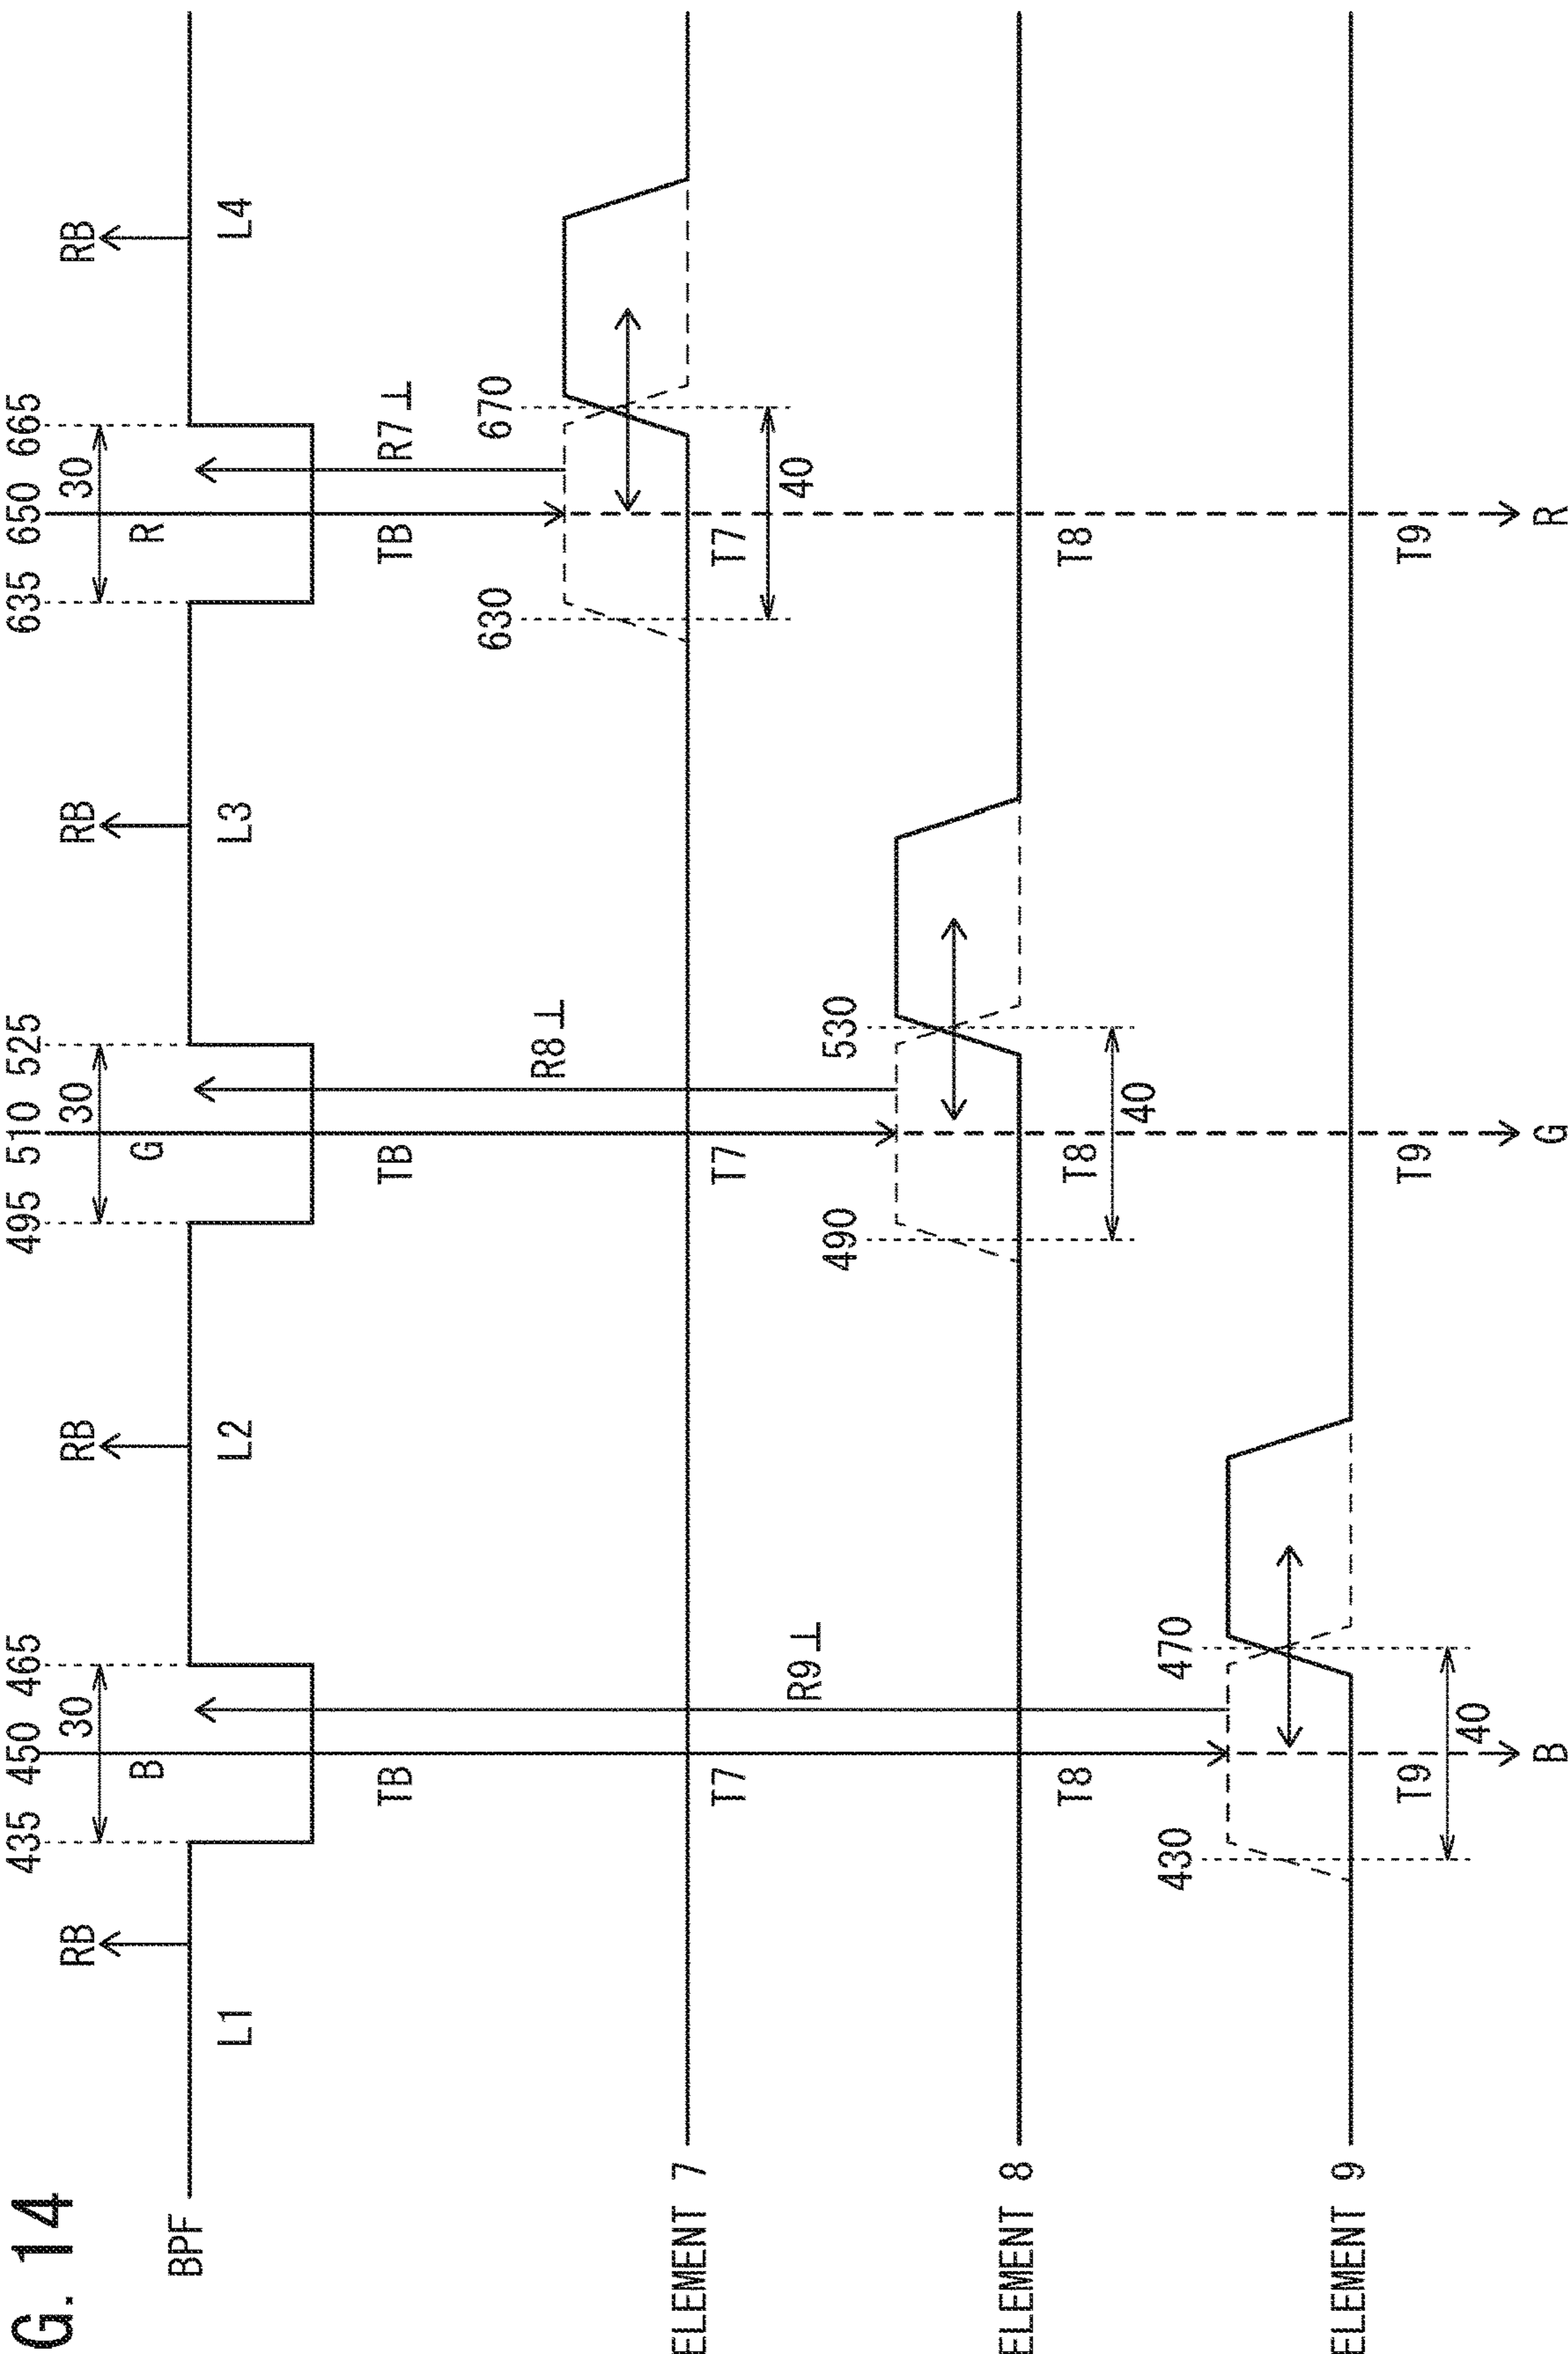 G. 14
435 450 465 495 510 525 635 650 665
RB 30 RB 30 RB 30 RB
B G R
BPF
L1 L2 L3 L4
TB TB TB R7⊥
630 670
R8⊥
ELEMENT 7
T7 T7 T7
40
R9⊥
490 530
ELEMENT 8
T8 T8 T8
40
430 470
ELEMENT 9
T9 T9 T9
40
B G R